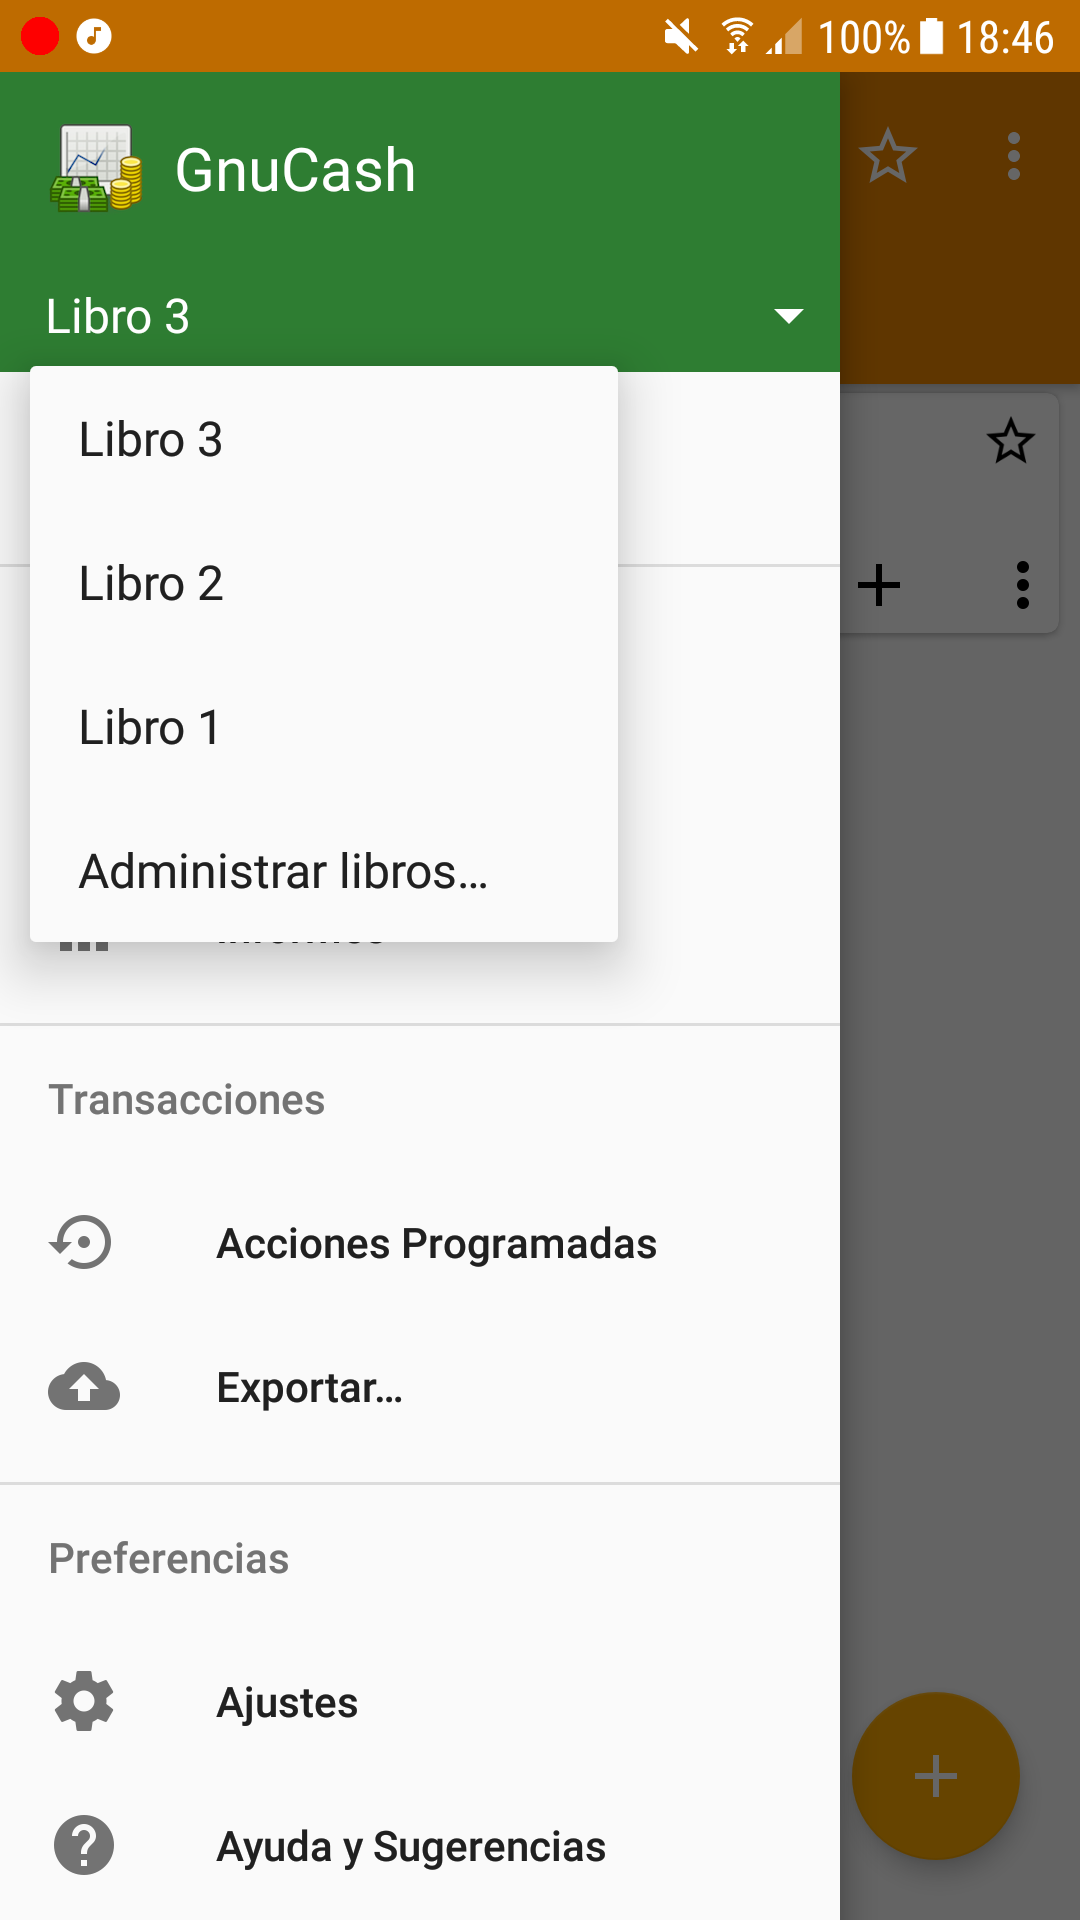 100% 18:46
GnuCash
Libro 3
Libro 3
Libro 2
Libro 1
Administrar libros...
Transacciones
Acciones Programadas
Exportar...
Preferencias
Ajustes
Ayuda y Sugerencias